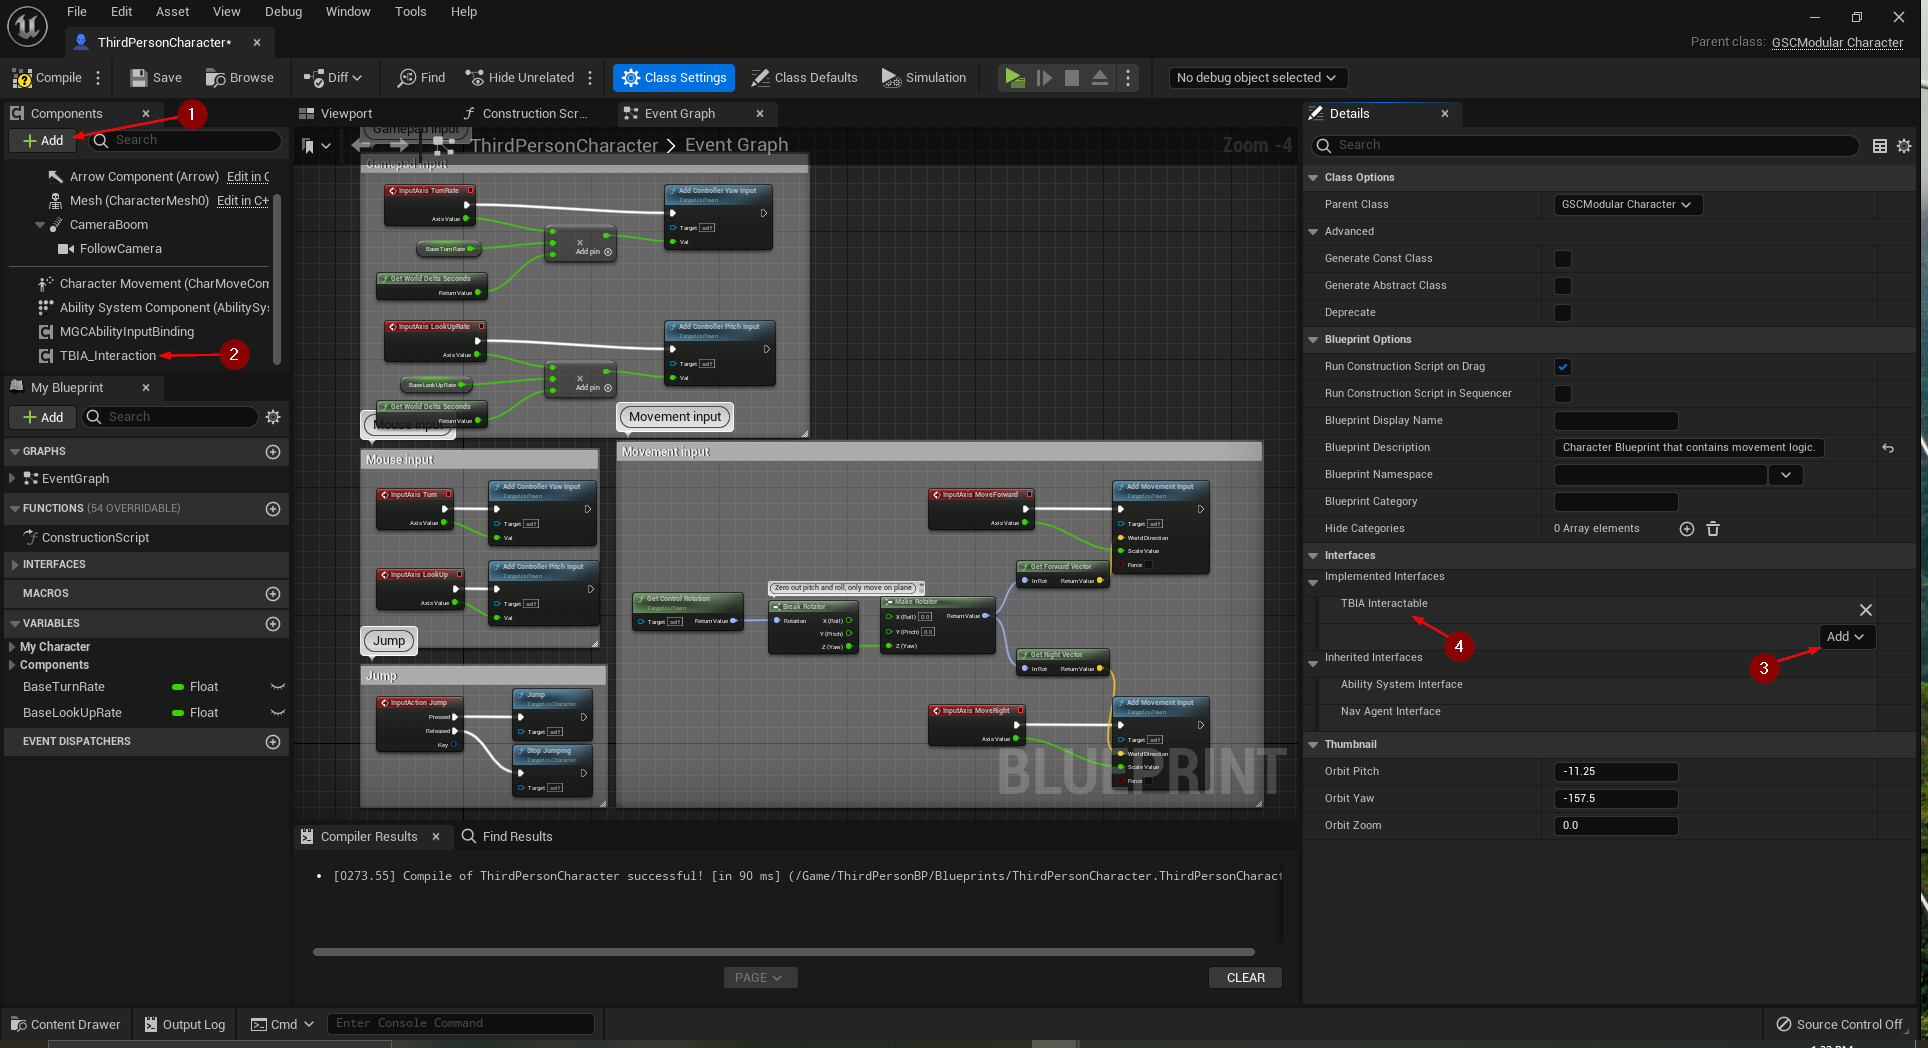 File Edit Asset View Debug Window Tools Help
ThirdPersonCharacter*
Parent class: GSCModular Character
Compile Save Browse Diff Find Hide Unrelated Class Settings Class Defaults Simulation No debug object selected
Components
1
Add Search
Arrow Component (Arrow) Edit in C
Mesh (CharacterMesh0) Edit in C+
CameraBoom
FollowCamera
Character Movement (CharMoveCom
Ability System Component (AbilitySy
MGCAbilityInputBinding
TBIA_Interaction
2
My Blueprint
Add Search
GRAPHS
EventGraph
FUNCTIONS (54 OVERRIDABLE)
ConstructionScript
INTERFACES
MACROS
VARIABLES
My Character
Components
BaseTurnRate Float
BaseLookUpRate Float
EVENT DISPATCHERS
Viewport Construction Scr... Event Graph
Gamepad input
ThirdPersonCharacter > Event Graph
Zoom -4
Gamepad input
InputAxis TurnRate
Axis Value
Add Controller Yaw Input
Target is Pawn
Target self
Val
Base Turn Rate
Add pin
Get World Delta Seconds
Return Value
InputAxis LookUpRate
Axis Value
Add Controller Pitch Input
Target is Pawn
Target self
Val
Base Look Up Rate
Add pin
Get World Delta Seconds
Return Value
Mouse input
Movement input
Mouse input
InputAxis Turn
Axis Value
Add Controller Yaw Input
Target is Pawn
Target self
Val
InputAxis LookUp
Axis Value
Add Controller Pitch Input
Target is Pawn
Target self
Val
Jump
Jump
InputAction Jump
Pressed
Released
Key
Jump
Target is Character
Target self
Stop Jumping
Target is Character
Target self
Movement input
InputAxis MoveForward
Axis Value
Add Movement Input
Target is Pawn
Target self
World Direction
Scale Value
Force
Get Forward Vector
In Rot Return Value
Zero out pitch and roll, only move on plane
Get Control Rotation
Target is Pawn
Target self Return Value
Break Rotator
Rotation X (Roll)
Y (Pitch)
Z (Yaw)
Make Rotator
X (Roll) 0.0 Return Value
Y (Pitch) 0.0
Z (Yaw)
Get Right Vector
In Rot Return Value
InputAxis MoveRight
Axis Value
Add Movement Input
Target is Pawn
Target self
World Direction
Scale Value
Force
BLUEPRINT
Compiler Results Find Results
[0273.55] Compile of ThirdPersonCharacter successful! [in 90 ms] (/Game/ThirdPersonBP/Blueprints/ThirdPersonCharacter.ThirdPersonCharact
PAGE CLEAR
Details
Search
Class Options
Parent Class GSCModular Character
Advanced
Generate Const Class
Generate Abstract Class
Deprecate
Blueprint Options
Run Construction Script on Drag
Run Construction Script in Sequencer
Blueprint Display Name
Blueprint Description Character Blueprint that contains movement logic.
Blueprint Namespace
Blueprint Category
Hide Categories 0 Array elements
Interfaces
Implemented Interfaces
TBIA Interactable
Add
4
3
Inherited Interfaces
Ability System Interface
Nav Agent Interface
Thumbnail
Orbit Pitch -11.25
Orbit Yaw -157.5
Orbit Zoom 0.0
Content Drawer Output Log Cmd Enter Console Command Source Control Off